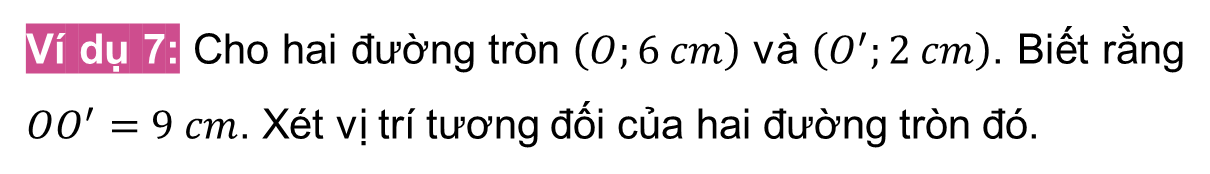 Ví dụ 7: Cho hai đường tròn (O; 6 cm) và (O′; 2 cm). Biết rằng
OO′ = 9 cm. Xét vị trí tương đối của hai đường tròn đó.